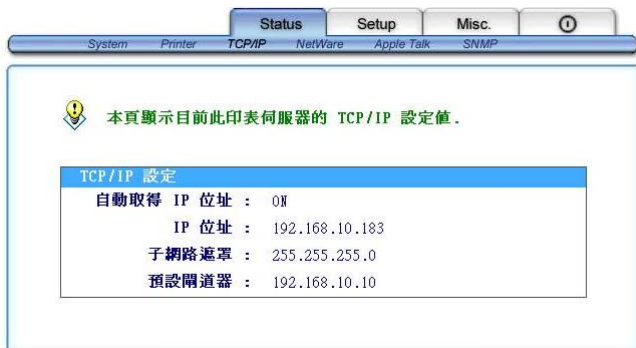 Status Setup Misc.
System Printer TCP/IP NetWare Apple Talk SNMP
本頁顯示目前此印表伺服器的 TCP/IP 設定值.
TCP/IP 設定
自動取得 IP 位址 : ON
IP 位址 : 192.168.10.183
子網路遮罩 : 255.255.255.0
預設閘道器 : 192.168.10.10